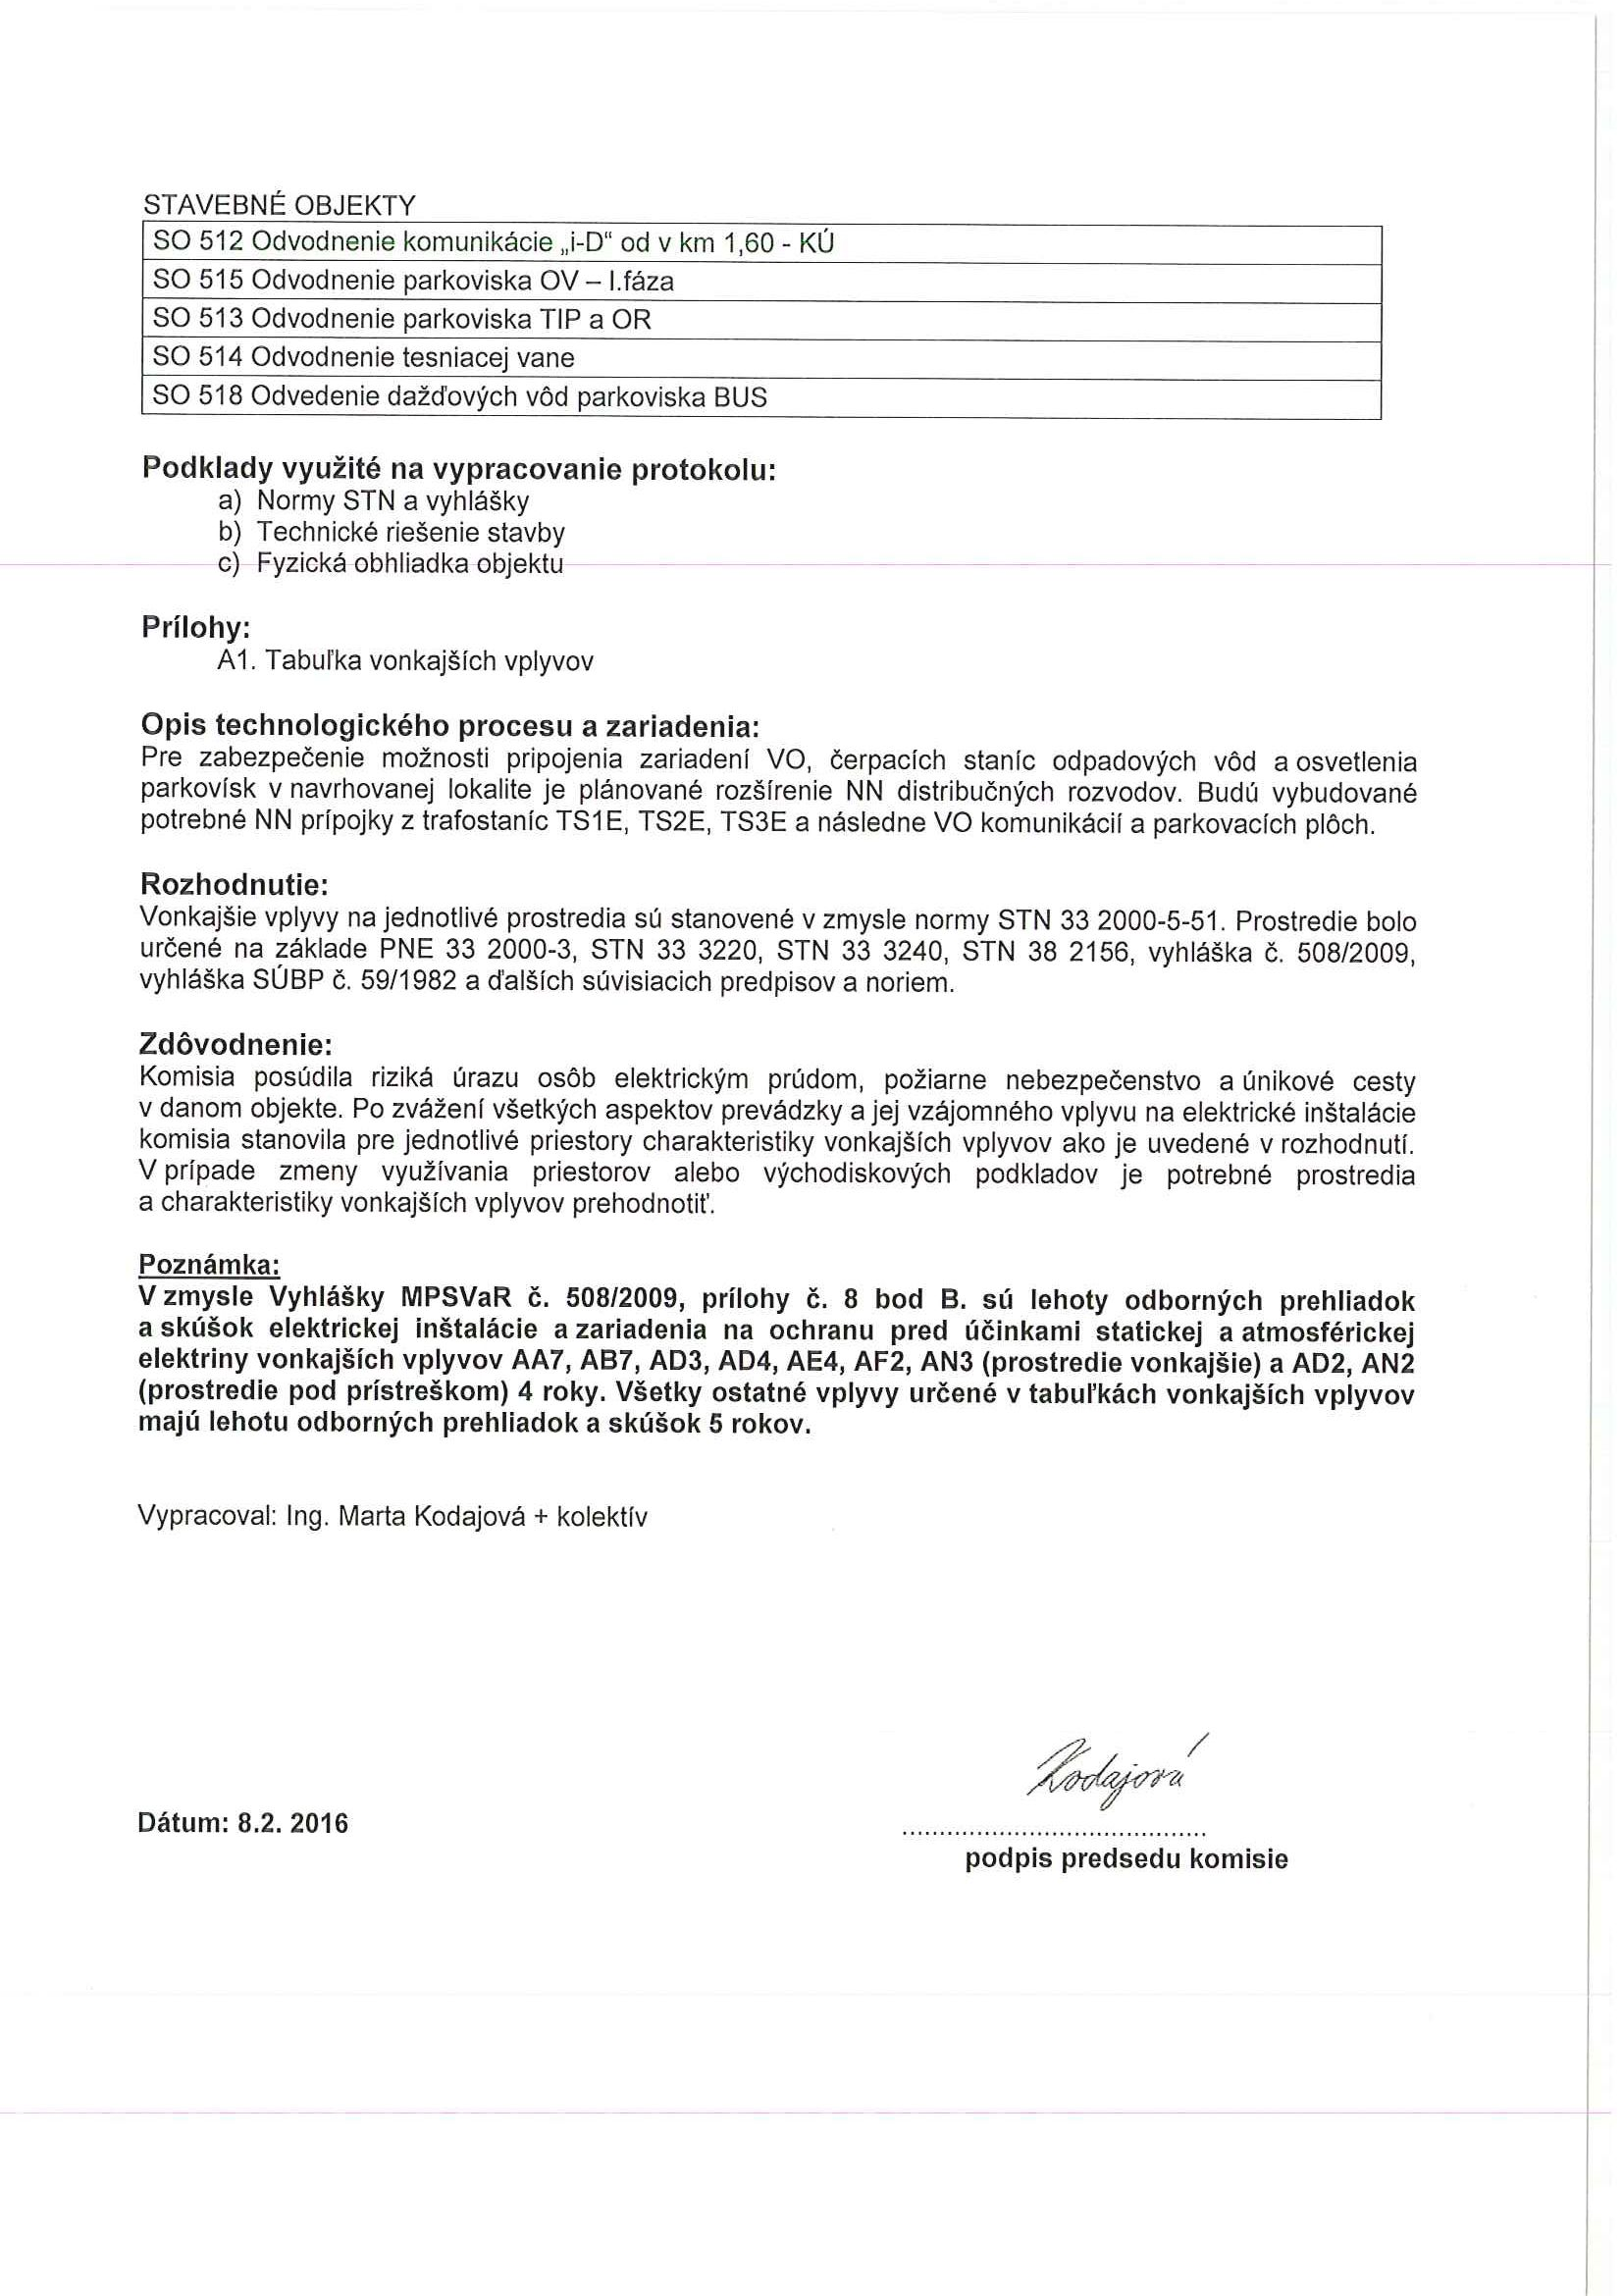 STAVEBNÉ OBJEKTY
SO 512 Odvodnenie komunikácie „i-D“ od v km 1,60 - KÚ
SO 515 Odvodnenie parkoviska OV – I.fáza
SO 513 Odvodnenie parkoviska TIP a OR
SO 514 Odvodnenie tesniacej vane
SO 518 Odvedenie dažďových vôd parkoviska BUS
Podklady využité na vypracovanie protokolu:
a) Normy STN a vyhlášky
b) Technické riešenie stavby
c) Fyzická obhliadka objektu
Prílohy:
A1. Tabuľka vonkajších vplyvov
Opis technologického procesu a zariadenia:
Pre zabezpečenie možnosti pripojenia zariadení VO, čerpacích staníc odpadových vôd a osvetlenia
parkovísk v navrhovanej lokalite je plánované rozšírenie NN distribučných rozvodov. Budú vybudované
potrebné NN prípojky z trafostaníc TS1E, TS2E, TS3E a následne VO komunikácií a parkovacích plôch.
Rozhodnutie:
Vonkajšie vplyvy na jednotlivé prostredia sú stanovené v zmysle normy STN 33 2000-5-51. Prostredie bolo
určené na základe PNE 33 2000-3, STN 33 3220, STN 33 3240, STN 38 2156, vyhláška č. 508/2009,
vyhláška SÚBP č. 59/1982 a ďalších súvisiacich predpisov a noriem.
Zdôvodnenie:
Komisia posúdila riziká úrazu osôb elektrickým prúdom, požiarne nebezpečenstvo a únikové cesty
v danom objekte. Po zvážení všetkých aspektov prevádzky a jej vzájomného vplyvu na elektrické inštalácie
komisia stanovila pre jednotlivé priestory charakteristiky vonkajších vplyvov ako je uvedené v rozhodnutí.
V prípade zmeny využívania priestorov alebo východiskových podkladov je potrebné prostredia
a charakteristiky vonkajších vplyvov prehodnotiť.
Poznámka:
V zmysle Vyhlášky MPSVaR č. 508/2009, prílohy č. 8 bod B. sú lehoty odborných prehliadok
a skúšok elektrickej inštalácie a zariadenia na ochranu pred účinkami statickej a atmosférickej
elektriny vonkajších vplyvov AA7, AB7, AD3, AD4, AE4, AF2, AN3 (prostredie vonkajšie) a AD2, AN2
(prostredie pod prístreškom) 4 roky. Všetky ostatné vplyvy určené v tabuľkách vonkajších vplyvov
majú lehotu odborných prehliadok a skúšok 5 rokov.
Vypracoval: Ing. Marta Kodajová + kolektív
Kodajová
Dátum: 8.2. 2016
podpis predsedu komisie